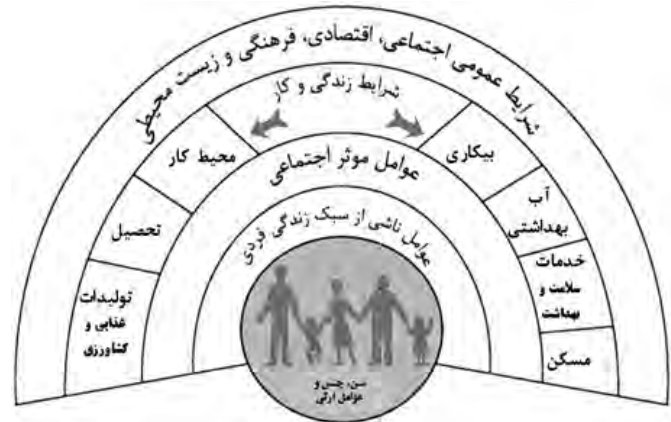 شرایط عمومی اجتماعی، اقتصادی، فرهنگی و زیست محیطی
شرایط زندگی و کار
بیکاری
آب
بهداشتی
خدمات
سلامت و
بهداشت
مسکن
محیط کار
تحصیل
تولیدات
غذایی و
کشاورزی
عوامل موثر اجتماعی
عوامل ناشی از سبک زندگی فردی
سن، جنس و
عوامل ارثی